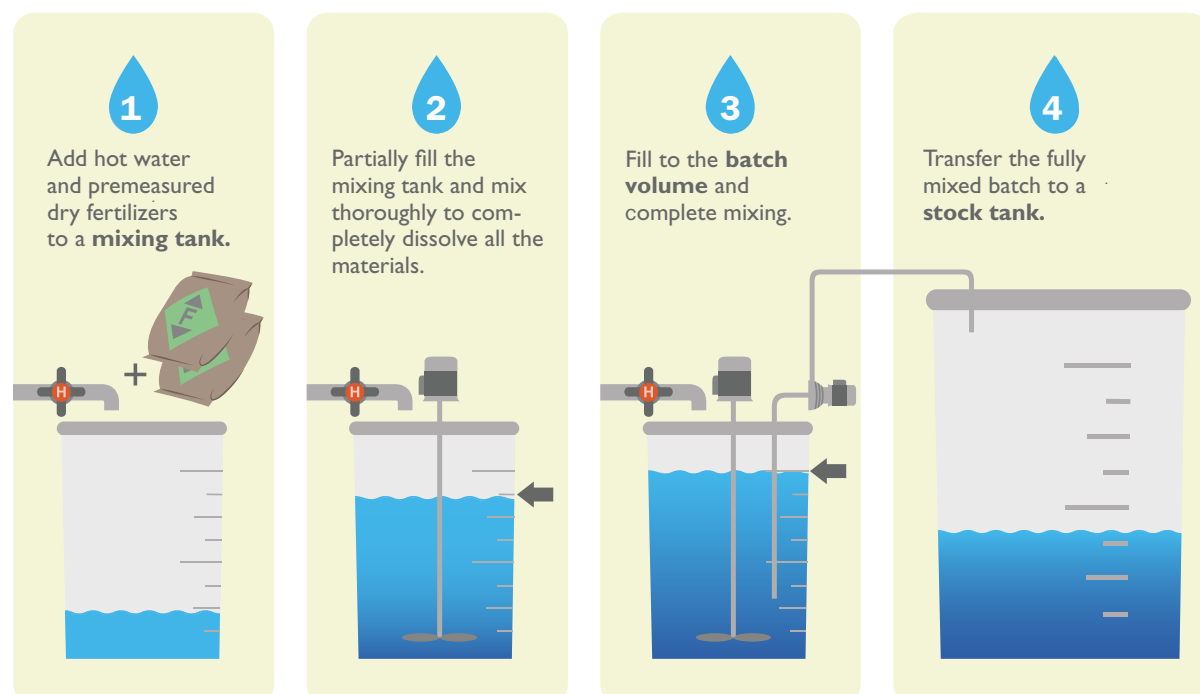 1
Add hot water
and premeasured
dry fertilizers
to a mixing tank.
F
F
+
H
2
Partially fill the
mixing tank and mix
thoroughly to com-
pletely dissolve all the
materials.
H
3
Fill to the batch
volume and
complete mixing.
H
4
Transfer the fully
mixed batch to a
stock tank.